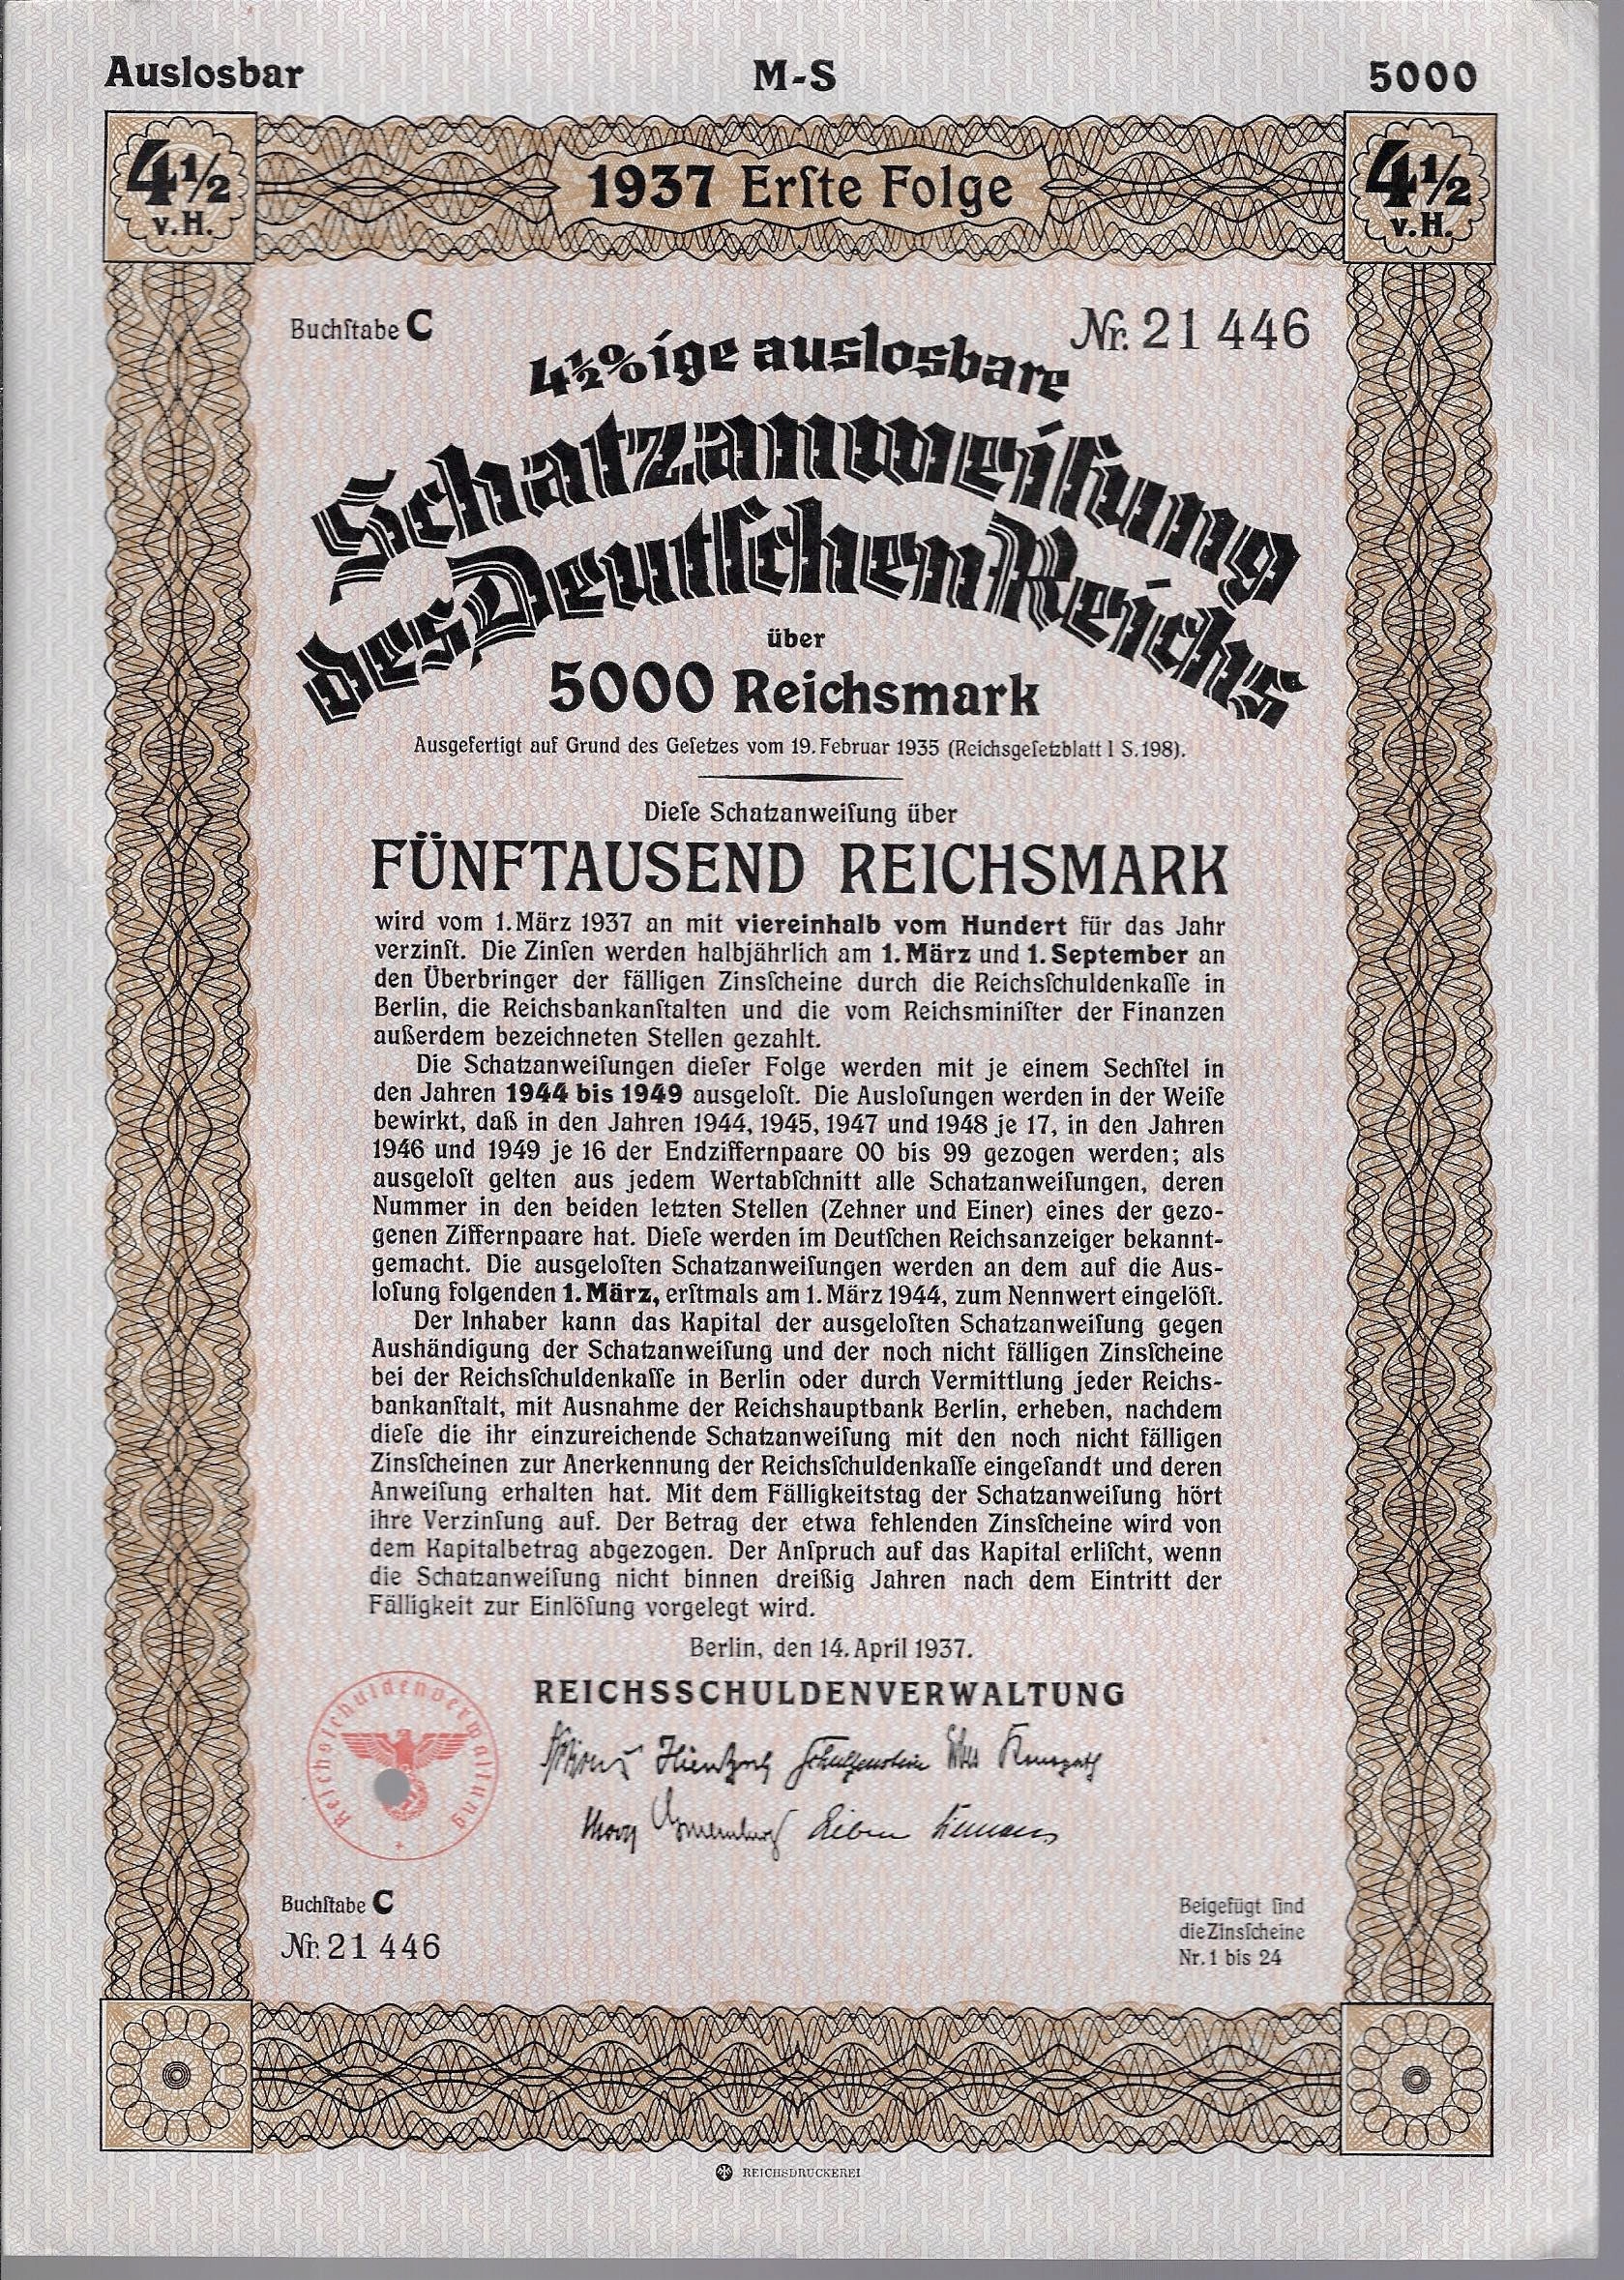 Auslosbar M-S 5000
4½ v.H. 1937 Erſte Folge 4½ v.H.
Buchſtabe C Nr. 21 446
4½%ige auslosbare
Schatzanweiſung
des Deutſchen Reichs
über
5000 Reichsmark
Ausgefertigt auf Grund des Geſetzes vom 19. Februar 1935 (Reichsgeſetzblatt I S. 198).
Dieſe Schatzanweiſung über
FÜNFTAUSEND REICHSMARK
wird vom 1. März 1937 an mit viereinhalb vom Hundert für das Jahr
verzinſt. Die Zinſen werden halbjährlich am 1. März und 1. September an
den Überbringer der fälligen Zinsſcheine durch die Reichsſchuldenkaſſe in
Berlin, die Reichsbankanſtalten und die vom Reichsminiſter der Finanzen
außerdem bezeichneten Stellen gezahlt.
Die Schatzanweiſungen dieſer Folge werden mit je einem Sechſtel in
den Jahren 1944 bis 1949 ausgeloſt. Die Ausloſungen werden in der Weiſe
bewirkt, daß in den Jahren 1944, 1945, 1947 und 1948 je 17, in den Jahren
1946 und 1949 je 16 der Endziffernpaare 00 bis 99 gezogen werden; als
ausgeloſt gelten aus jedem Wertabſchnitt alle Schatzanweiſungen, deren
Nummer in den beiden letzten Stellen (Zehner und Einer) eines der gezo-
genen Ziffernpaare hat. Dieſe werden im Deutſchen Reichsanzeiger bekannt-
gemacht. Die ausgeloſten Schatzanweiſungen werden an dem auf die Aus-
loſung folgenden 1. März, erſtmals am 1. März 1944, zum Nennwert eingelöſt.
Der Inhaber kann das Kapital der ausgeloſten Schatzanweiſung gegen
Aushändigung der Schatzanweiſung und der noch nicht fälligen Zinsſcheine
bei der Reichsſchuldenkaſſe in Berlin oder durch Vermittlung jeder Reichs-
bankanſtalt, mit Ausnahme der Reichshauptbank Berlin, erheben, nachdem
dieſe die ihr einzureichende Schatzanweiſung mit den noch nicht fälligen
Zinsſcheinen zur Anerkennung der Reichsſchuldenkaſſe eingeſandt und deren
Anweiſung erhalten hat. Mit dem Fälligkeitstag der Schatzanweiſung hört
ihre Verzinſung auf. Der Betrag der etwa fehlenden Zinsſcheine wird von
dem Kapitalbetrag abgezogen. Der Anſpruch auf das Kapital erliſcht, wenn
die Schatzanweiſung nicht binnen dreißig Jahren nach dem Eintritt der
Fälligkeit zur Einlöſung vorgelegt wird.
Berlin, den 14. April 1937.
REICHSSCHULDENVERWALTUNG
Reichsſchuldenverwaltung
Buchſtabe C
Nr. 21 446
Beigefügt ſind
die Zinsſcheine
Nr. 1 bis 24
REICHSDRUCKEREI